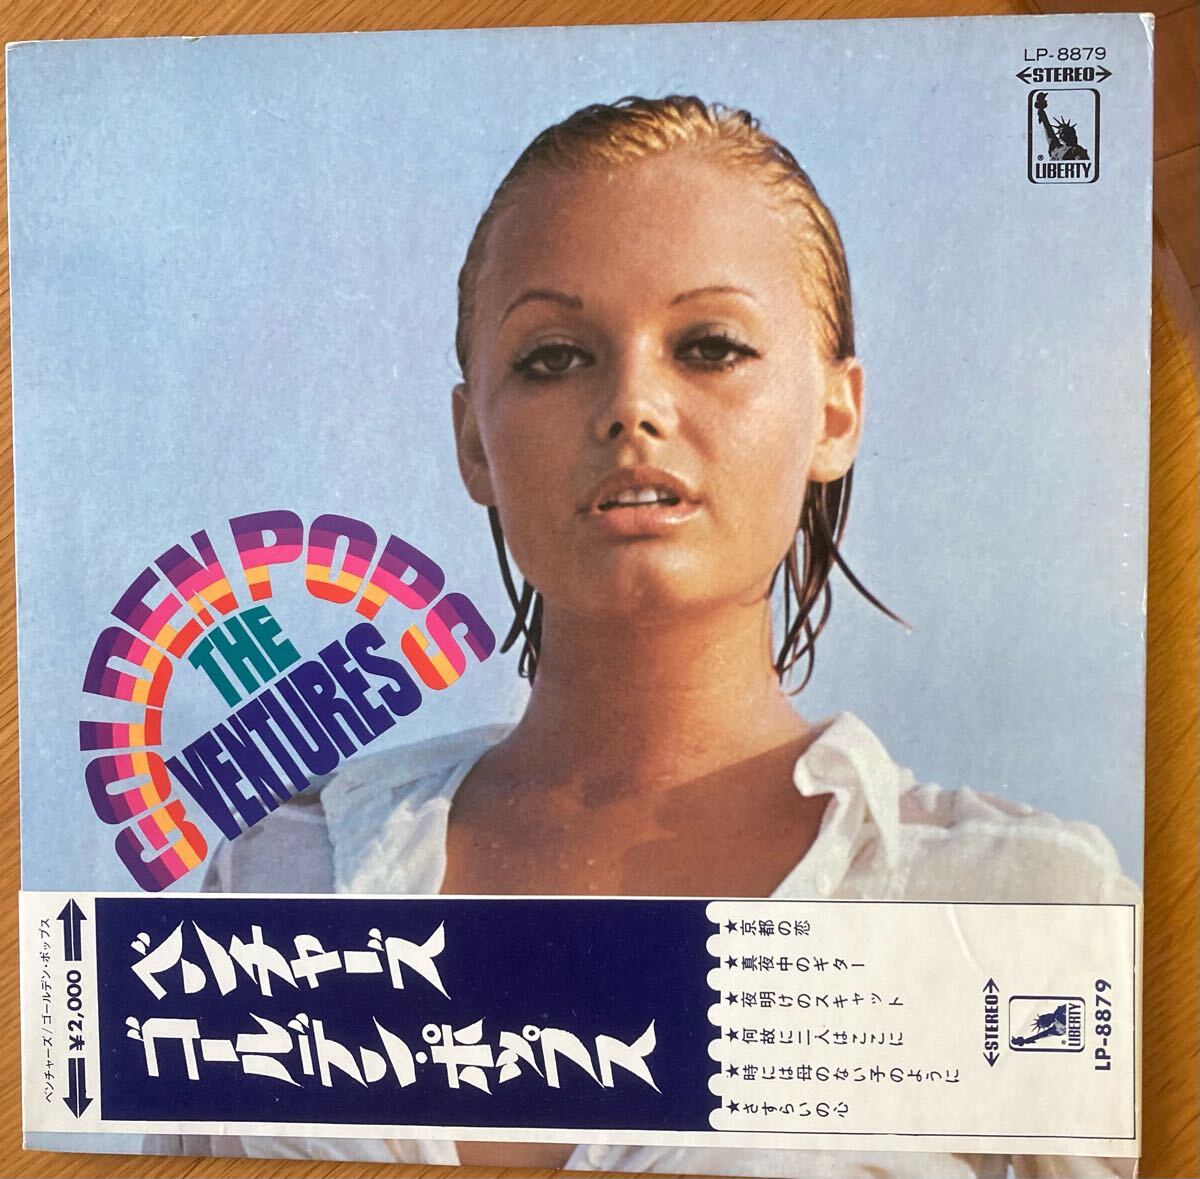 LP-8879
STEREO
LIBERTY
GOLDEN POPS
THE
VENTURES
ベンチャーズ/ゴールデン・ポップス
¥2,000
ベンチャーズ
ゴールデン・ポップス
★京都の恋
★真夜中のギター
★夜明けのスキャット
★何故に二人はここに
★時には母のない子のように
★さすらいの心
STEREO
LIBERTY
LP-8879